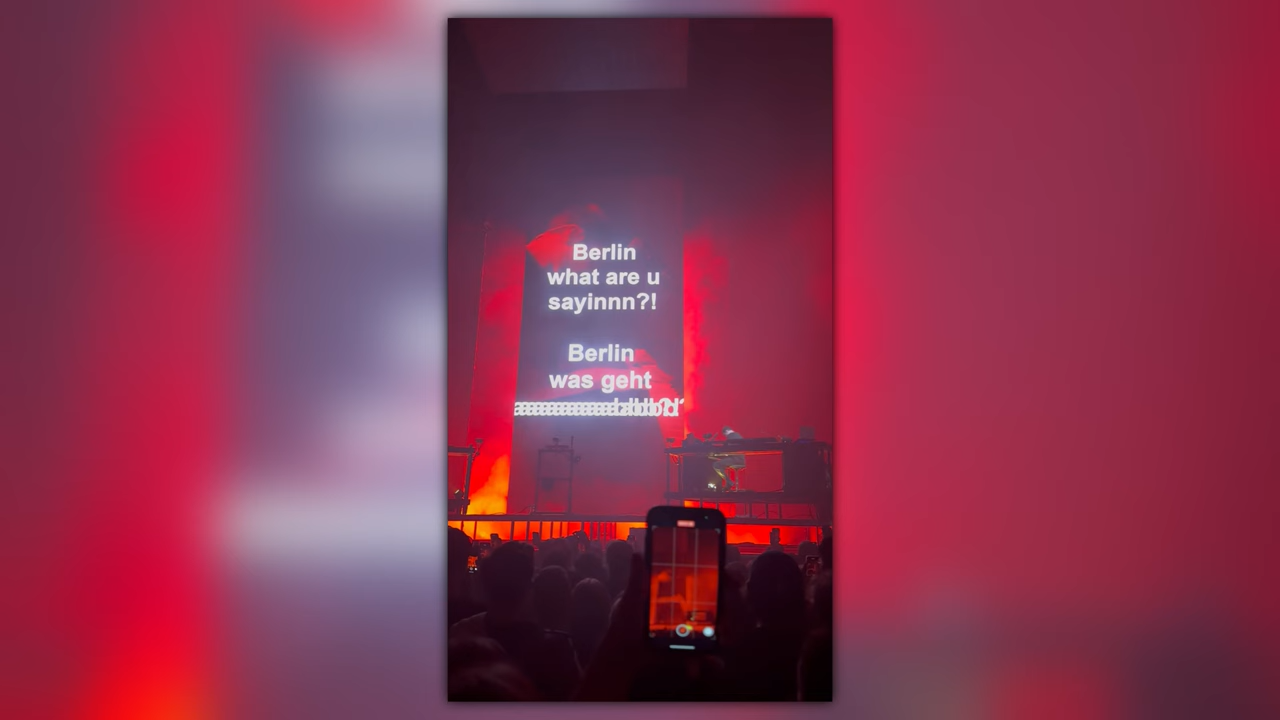 Berlin
what are u
sayinnn?!
Berlin
was geht